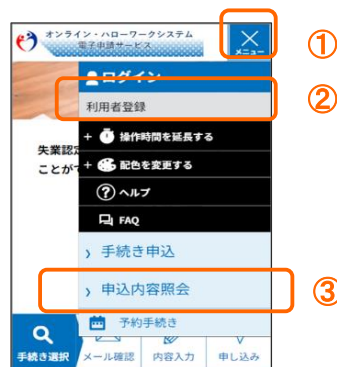 オンライン・ハローワークシステム
電子申請サービス
メニュー
①
ログイン
②
利用者登録
+ 操作時間を延長する
失業認定
+ 配色を変更する
ことがで
? ヘルプ
FAQ
› 手続き申込
› 申込内容照会
③
予約手続き
手続き選択
メール確認
内容入力
申し込み